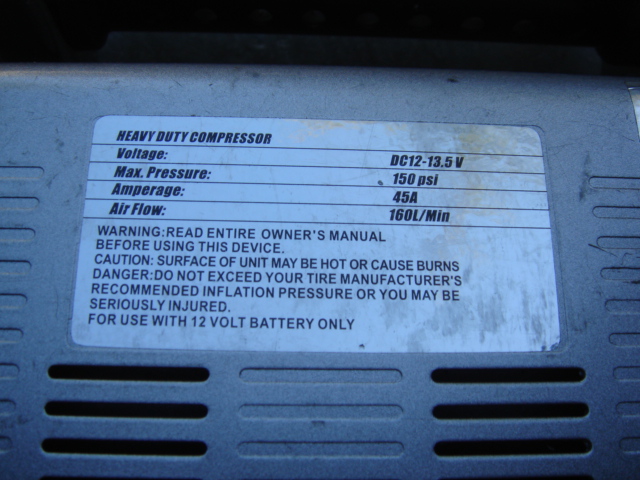 HEAVY DUTY COMPRESSOR
Voltage: DC12-13.5 V
Max. Pressure: 150 psi
Amperage: 45A
Air Flow: 160L/Min
WARNING:READ ENTIRE OWNER'S MANUAL
BEFORE USING THIS DEVICE.
CAUTION: SURFACE OF UNIT MAY BE HOT OR CAUSE BURNS
DANGER:DO NOT EXCEED YOUR TIRE MANUFACTURER'S
RECOMMENDED INFLATION PRESSURE OR YOU MAY BE
SERIOUSLY INJURED.
FOR USE WITH 12 VOLT BATTERY ONLY